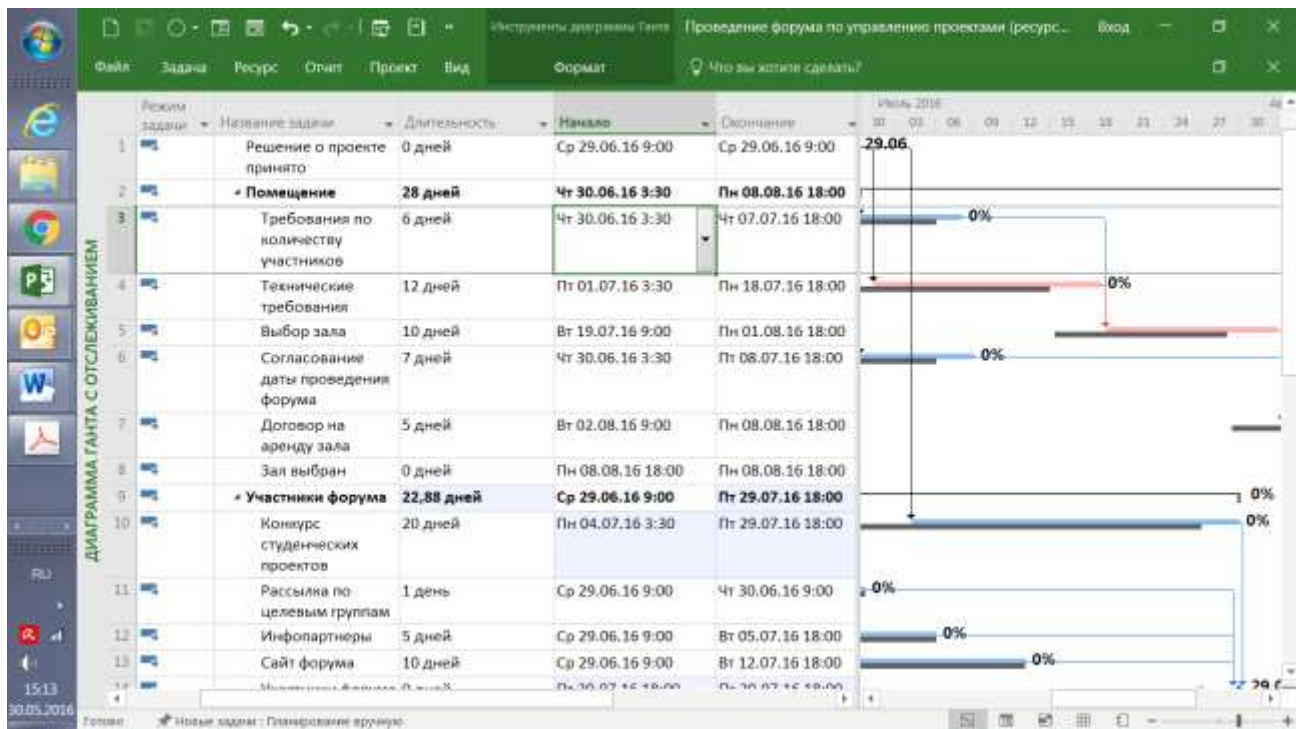 Инструменты диаграммы Ганта
Проведение форума по управлению проектами (ресурс...
Вход
Файл Задача Ресурс Отчет Проект Вид Формат Что вы хотите сделать?
Режим задачи Название задачи Длительность Начало Окончание
Июль 2016
30 03 06 09 12 15 18 21 24 27 30
1 Решение о проекте принято 0 дней Ср 29.06.16 9:00 Ср 29.06.16 9:00 29.06
2 Помещение 28 дней Чт 30.06.16 3:30 Пн 08.08.16 18:00
3 Требования по количеству участников 6 дней Чт 30.06.16 3:30 Чт 07.07.16 18:00 0%
4 Технические требования 12 дней Пт 01.07.16 3:30 Пн 18.07.16 18:00 0%
5 Выбор зала 10 дней Вт 19.07.16 9:00 Пн 01.08.16 18:00
6 Согласование даты проведения форума 7 дней Чт 30.06.16 3:30 Пт 08.07.16 18:00 0%
7 Договор на аренду зала 5 дней Вт 02.08.16 9:00 Пн 08.08.16 18:00
8 Зал выбран 0 дней Пн 08.08.16 18:00 Пн 08.08.16 18:00
9 Участники форума 22,88 дней Ср 29.06.16 9:00 Пт 29.07.16 18:00 0%
10 Конкурс студенческих проектов 20 дней Пн 04.07.16 3:30 Пт 29.07.16 18:00 0%
11 Рассылка по целевым группам 1 день Ср 29.06.16 9:00 Чт 30.06.16 9:00 0%
12 Инфопартнеры 5 дней Ср 29.06.16 9:00 Вт 05.07.16 18:00 0%
13 Сайт форума 10 дней Ср 29.06.16 9:00 Вт 12.07.16 18:00 0%
ДИАГРАММА ГАНТА С ОТСЛЕЖИВАНИЕМ
RU
15:13
30.05.2016
Готово Новые задачи : Планирование вручную